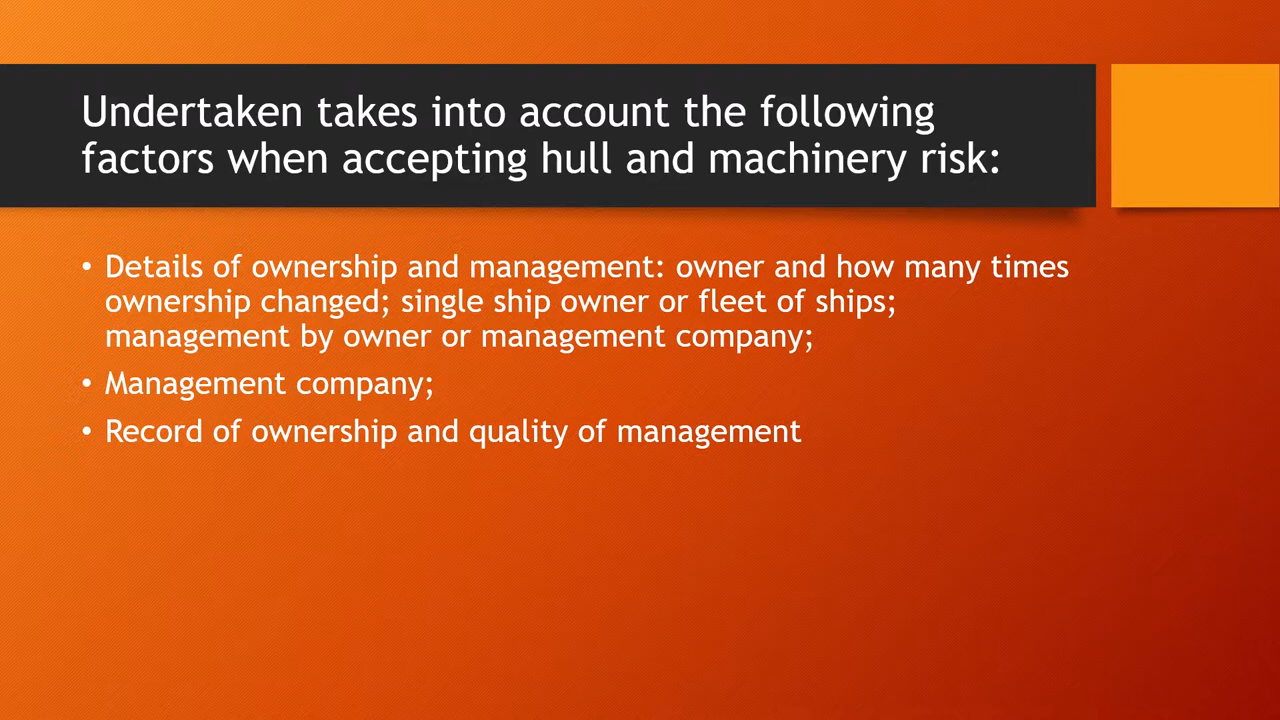 Undertaken takes into account the following
factors when accepting hull and machinery risk:
• Details of ownership and management: owner and how many times
ownership changed; single ship owner or fleet of ships;
management by owner or management company;
• Management company;
• Record of ownership and quality of management